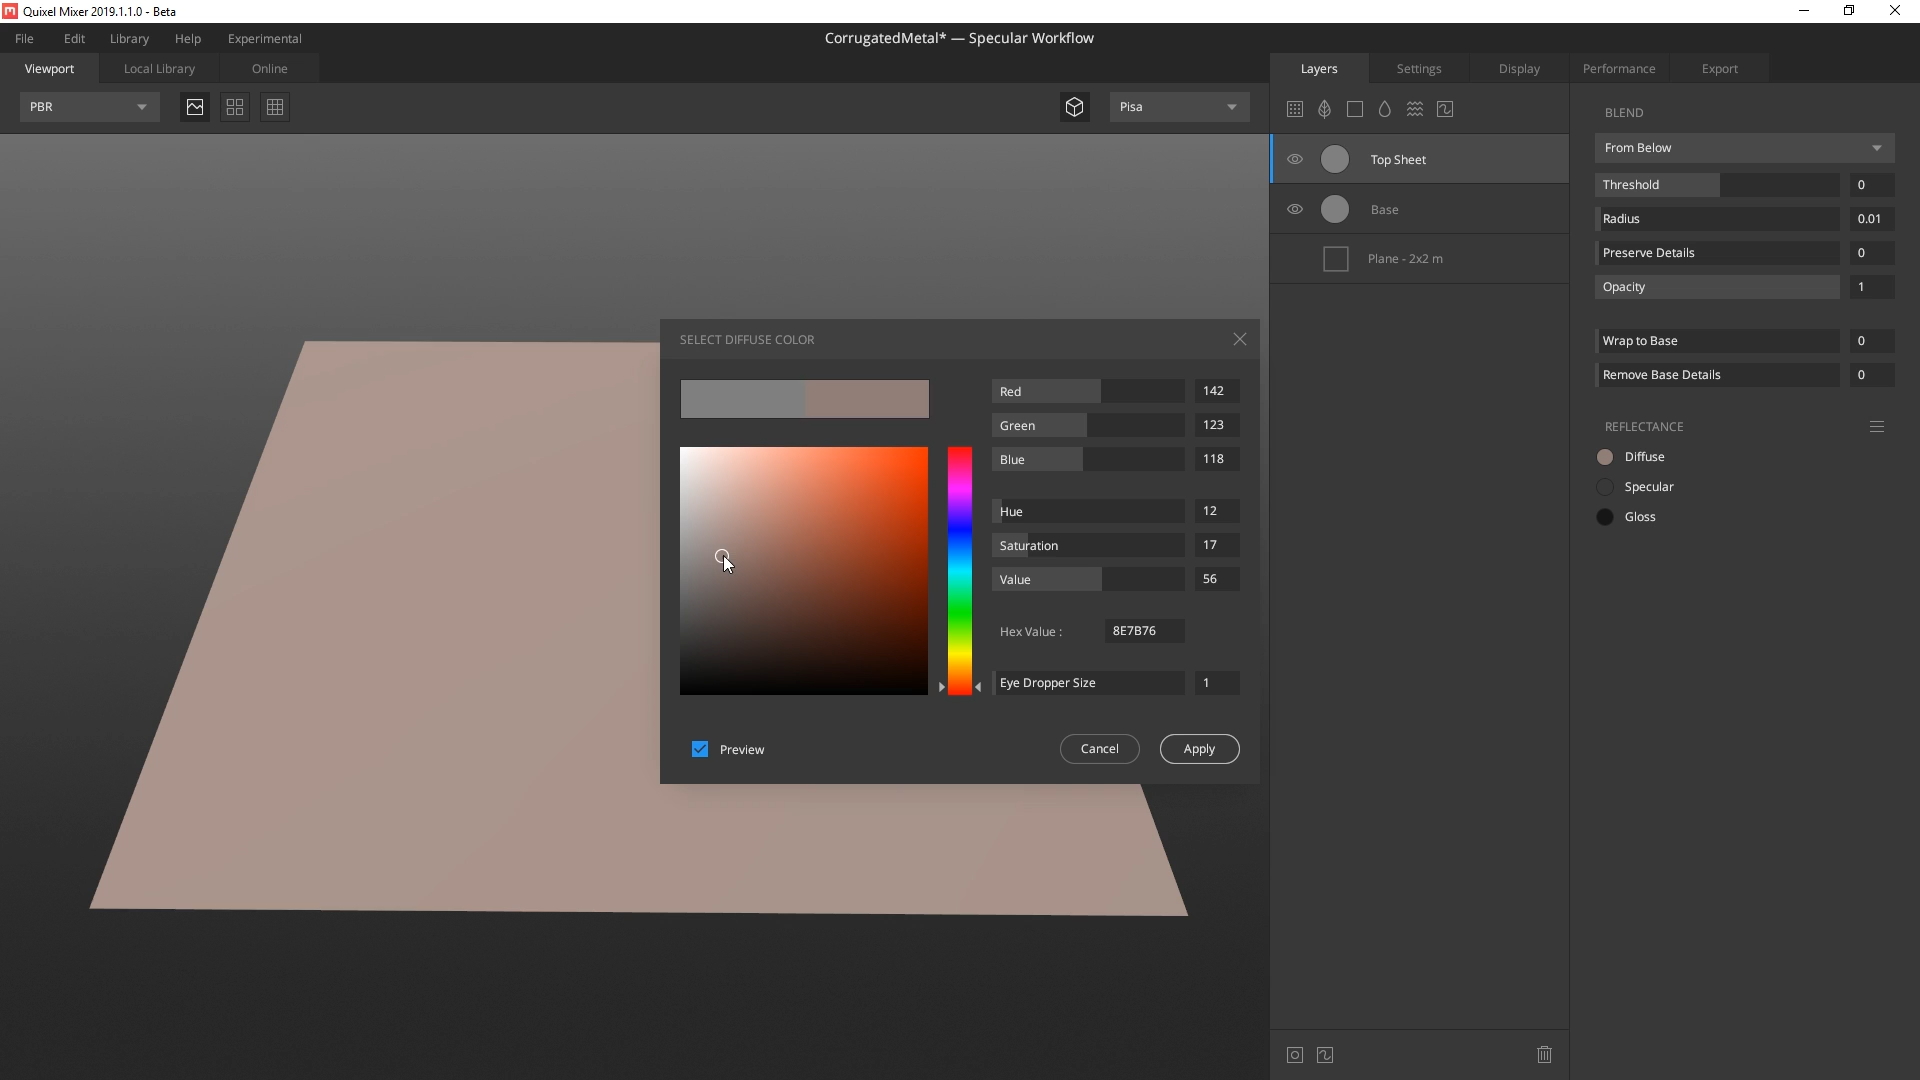 Quixel Mixer 2019.1.1.0 - Beta
File Edit Library Help Experimental
CorrugatedMetal* — Specular Workflow
Viewport Local Library Online
Layers Settings Display Performance Export
PBR
Pisa
Top Sheet
Base
Plane - 2x2 m
BLEND
From Below
Threshold 0
Radius 0.01
Preserve Details 0
Opacity 1
Wrap to Base 0
Remove Base Details 0
REFLECTANCE
Diffuse
Specular
Gloss
SELECT DIFFUSE COLOR
Red 142
Green 123
Blue 118
Hue 12
Saturation 17
Value 56
Hex Value : 8E7B76
Eye Dropper Size 1
Preview
Cancel Apply